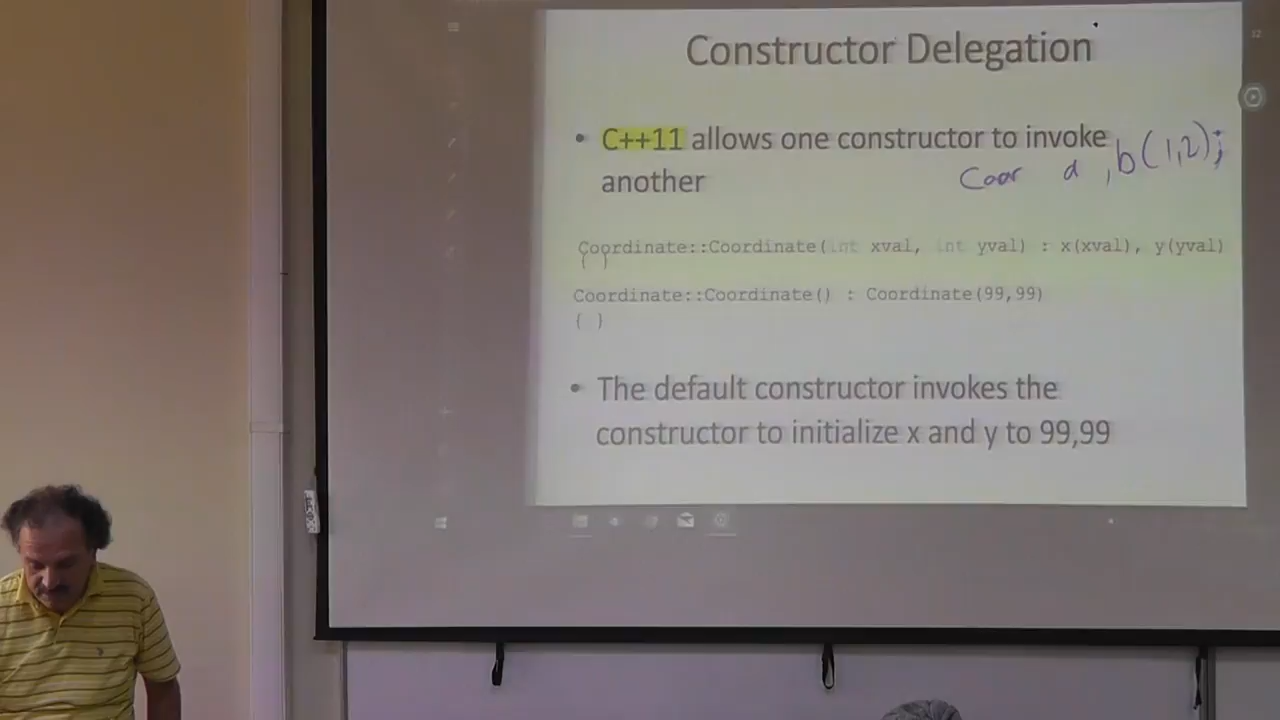 Constructor Delegation
• C++11 allows one constructor to invoke
another
Coor a , b(1,2);
Coordinate::Coordinate(int xval, int yval) : x(xval), y(yval)
{ }
Coordinate::Coordinate() : Coordinate(99,99)
{ }
• The default constructor invokes the
constructor to initialize x and y to 99,99
12